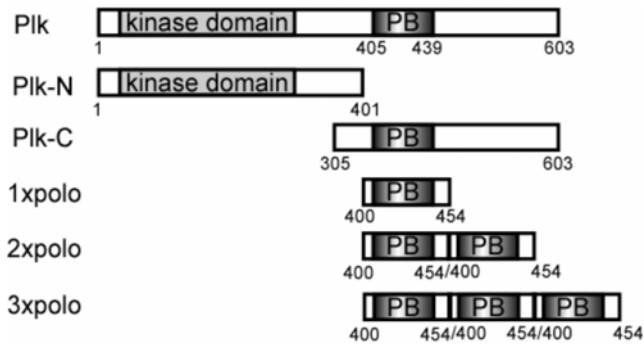 Plk kinase domain PB
1 405 439 603
Plk-N kinase domain
1 401
Plk-C PB
305 603
1xpolo PB
400 454
2xpolo PB PB
400 454/400 454
3xpolo PB PB PB
400 454/400 454/400 454